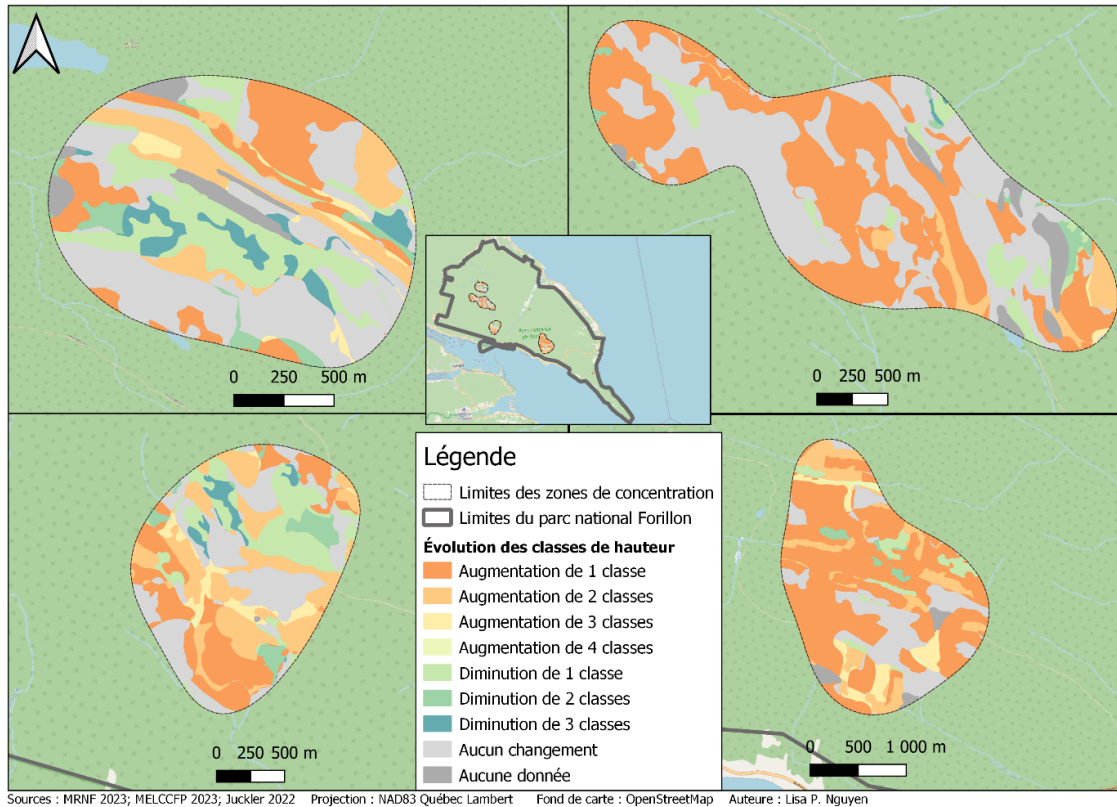 0 250 500 m
0 250 500 m
Parc national
Légende
Limites des zones de concentration
Limites du parc national Forillon
Évolution des classes de hauteur
Augmentation de 1 classe
Augmentation de 2 classes
Augmentation de 3 classes
Augmentation de 4 classes
Diminution de 1 classe
Diminution de 2 classes
Diminution de 3 classes
Aucun changement
Aucune donnée
0 250 500 m
0 500 1 000 m
Sources : MRNF 2023; MELCCFP 2023; Juckler 2022 Projection : NAD83 Québec Lambert Fond de carte : OpenStreetMap Auteure : Lisa P. Nguyen